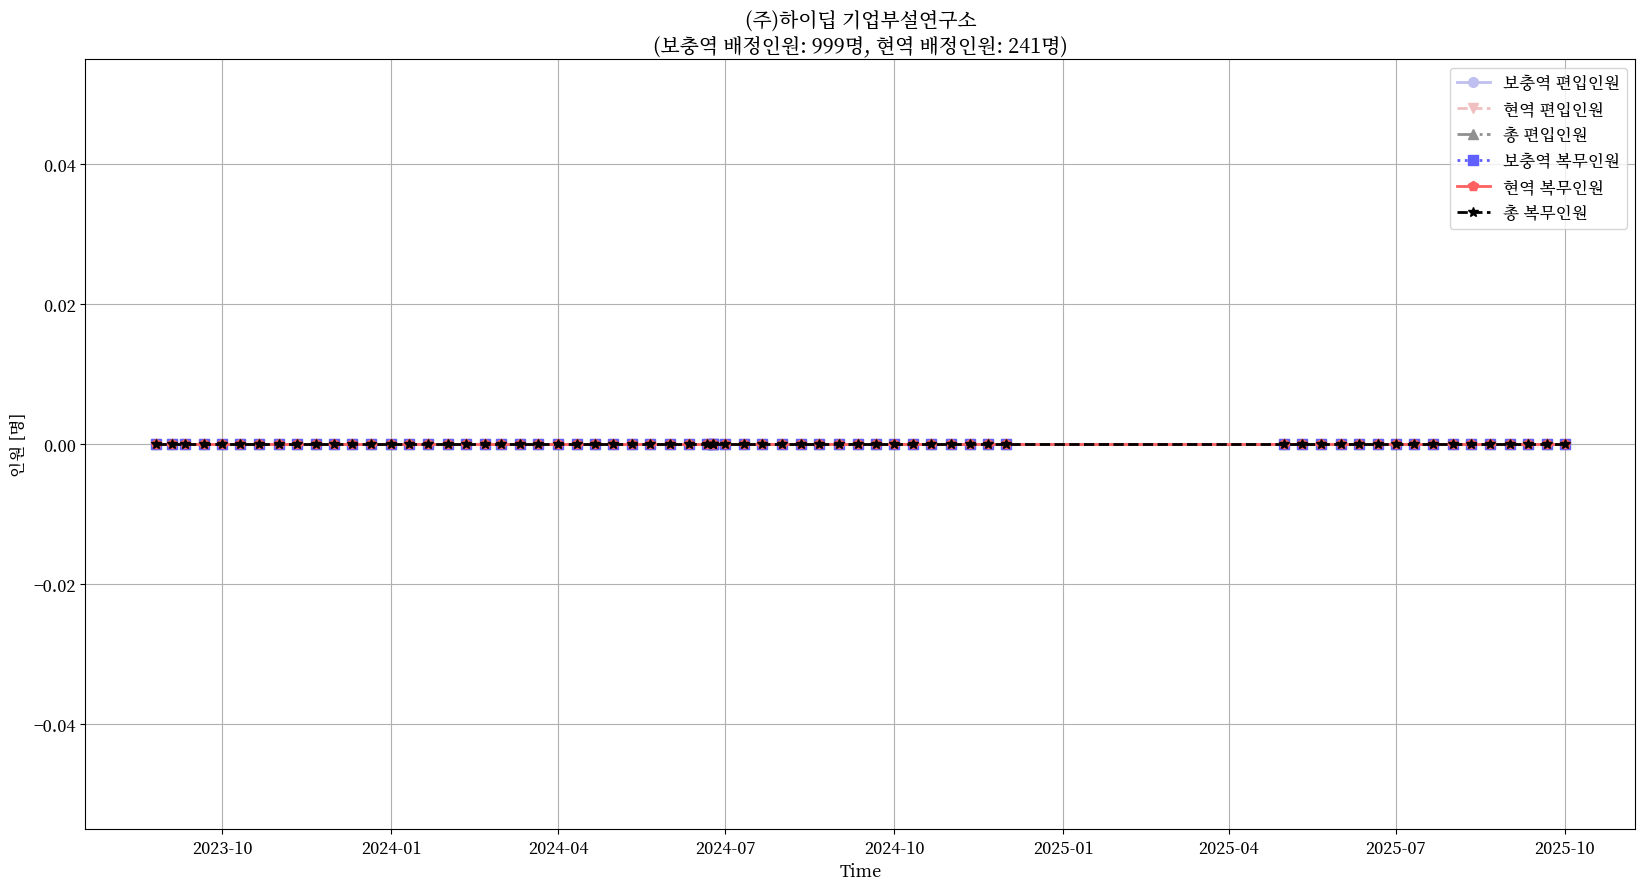 (주)하이딥 기업부설연구소
(보충역 배정인원: 999명, 현역 배정인원: 241명)
보충역 편입인원
현역 편입인원
총 편입인원
보충역 복무인원
현역 복무인원
총 복무인원
인원 [명]
0.04
0.02
0.00
−0.02
−0.04
2023-10
2024-01
2024-04
2024-07
2024-10
2025-01
2025-04
2025-07
2025-10
Time